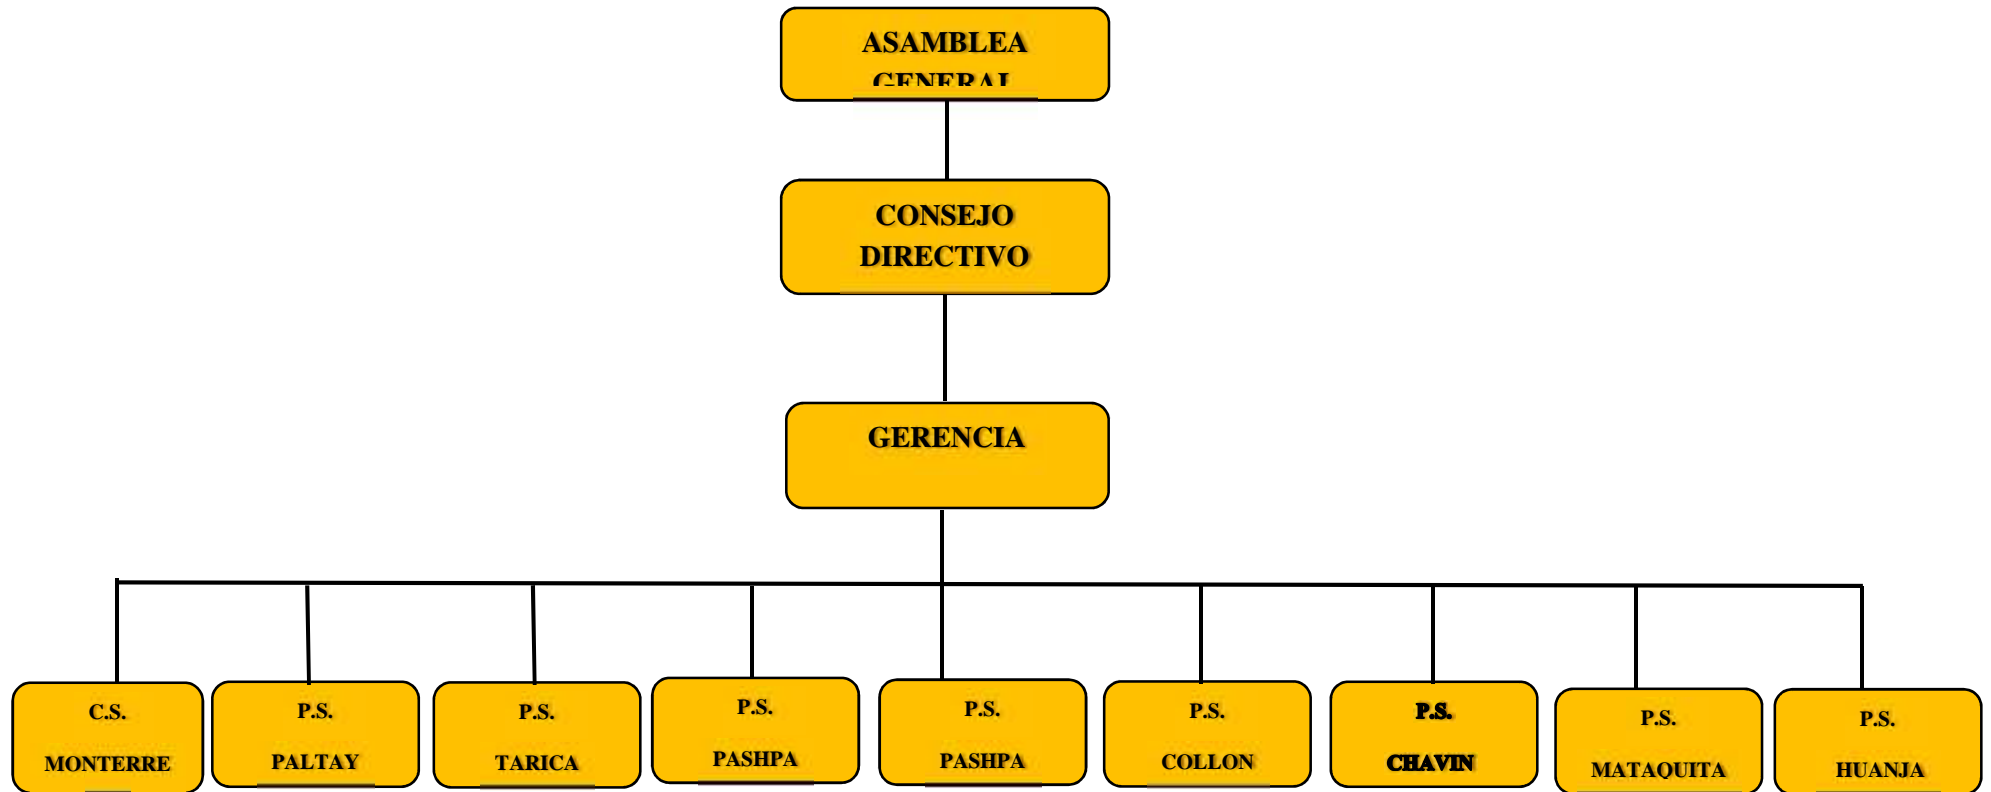 ASAMBLEA
GENERAL
CONSEJO
DIRECTIVO
GERENCIA
C.S.
MONTERRE
P.S.
PALTAY
P.S.
TARICA
P.S.
PASHPA
P.S.
PASHPA
P.S.
COLLON
P.S.
CHAVIN
P.S.
MATAQUITA
P.S.
HUANJA